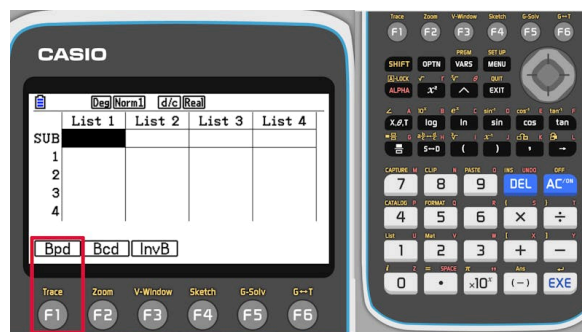 CASIO
Deg Norm1 d/c Real
List 1 List 2 List 3 List 4
SUB
1
2
3
4
Bpd Bcd InvB
Trace Zoom V-Window Sketch G-Solv G↔T
F1 F2 F3 F4 F5 F6
Trace Zoom V-Window Sketch G-Solv G↔T
F1 F2 F3 F4 F5 F6
PRGM SET UP
SHIFT OPTN VARS MENU
A-LOCK QUIT
ALPHA x² ^ EXIT
X,θ,T log ln sin cos tan
S↔D ( ) , →
CAPTURE M CLIP N PASTE O INS UNDO OFF
7 8 9 DEL AC/ON
CATALOG P FORMAT Q R { S } T
4 5 6 × ÷
List U Mat V W [ X ] Y
1 2 3 + −
i Z = SPACE π Ans
0 • ×10ˣ (−) EXE